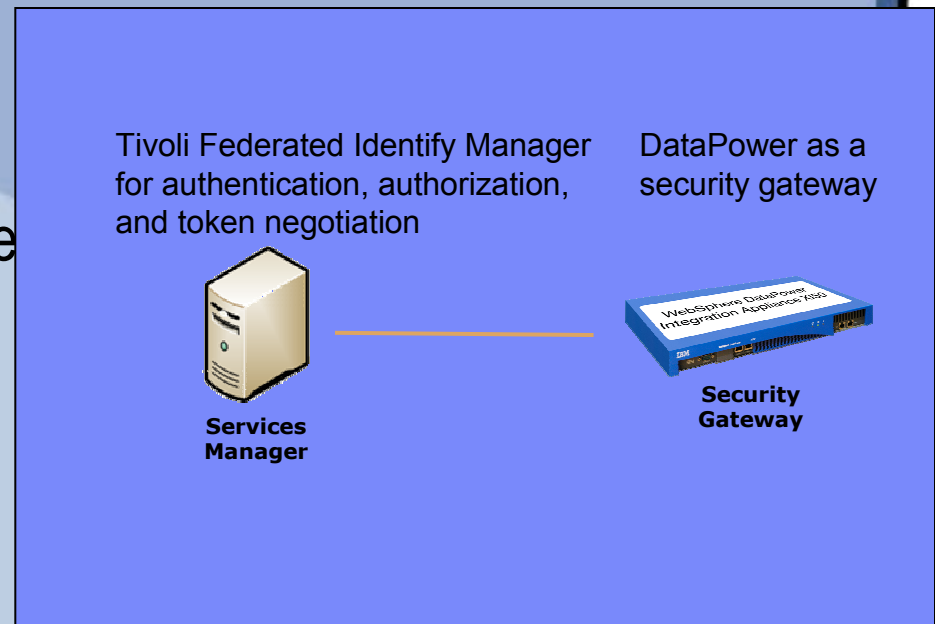 Tivoli Federated Identify Manager
for authentication, authorization,
and token negotiation
DataPower as a
security gateway
e
WebSphere DataPower
Integration Appliance XI50
IBM
Services
Manager
Security
Gateway